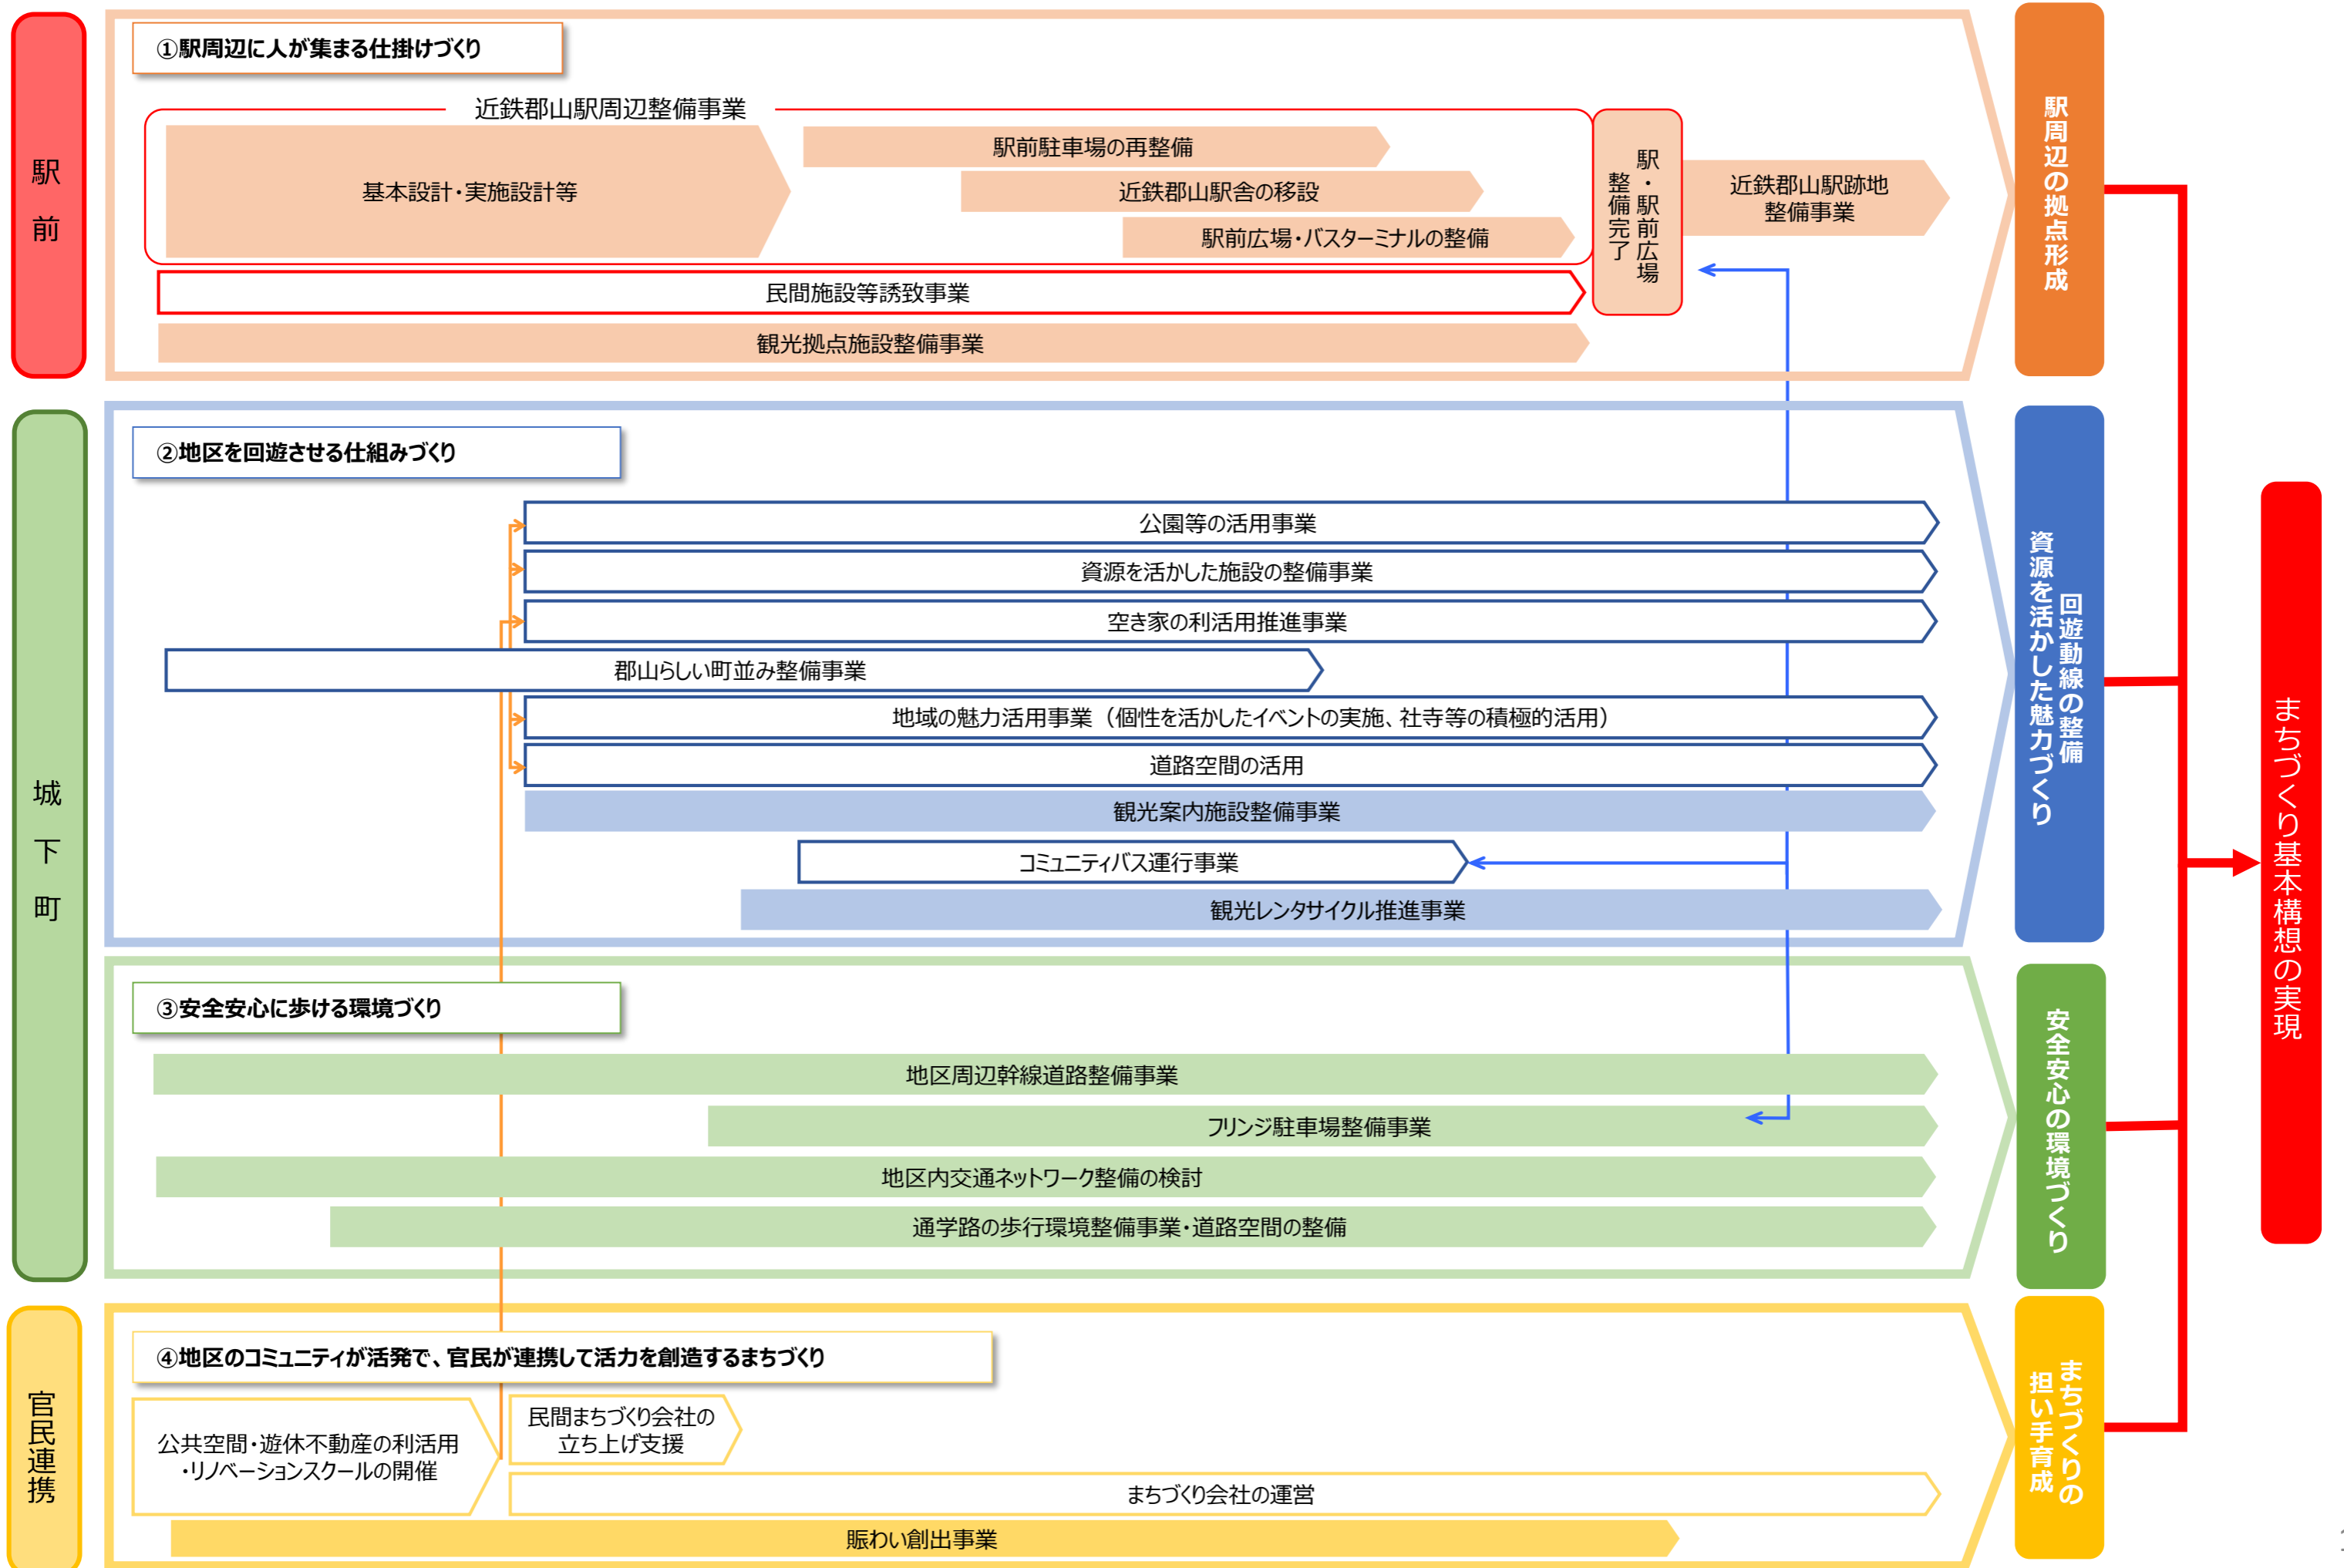 駅前
①駅周辺に人が集まる仕掛けづくり
近鉄郡山駅周辺整備事業
基本設計・実施設計等
駅前駐車場の再整備
近鉄郡山駅舎の移設
駅前広場・バスターミナルの整備
駅・駅前広場
整備完了
近鉄郡山駅跡地
整備事業
民間施設等誘致事業
観光拠点施設整備事業
駅周辺の拠点形成
城下町
②地区を回遊させる仕組みづくり
公園等の活用事業
資源を活かした施設の整備事業
空き家の利活用推進事業
郡山らしい町並み整備事業
地域の魅力活用事業（個性を活かしたイベントの実施、社寺等の積極的活用）
道路空間の活用
観光案内施設整備事業
コミュニティバス運行事業
観光レンタサイクル推進事業
回遊動線の整備
資源を活かした魅力づくり
③安全安心に歩ける環境づくり
地区周辺幹線道路整備事業
フリンジ駐車場整備事業
地区内交通ネットワーク整備の検討
通学路の歩行環境整備事業・道路空間の整備
安全安心の環境づくり
官民連携
④地区のコミュニティが活発で、官民が連携して活力を創造するまちづくり
公共空間・遊休不動産の利活用
・リノベーションスクールの開催
民間まちづくり会社の
立ち上げ支援
まちづくり会社の運営
賑わい創出事業
まちづくりの
担い手育成
まちづくり基本構想の実現